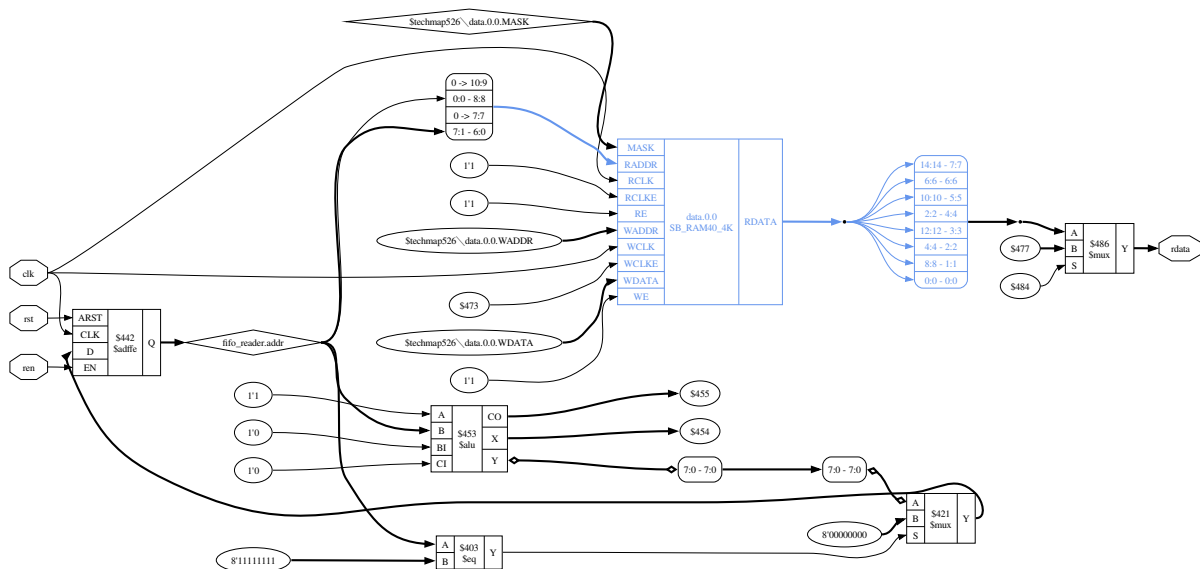 $techmap526\data.0.0.MASK
0 -> 10:9
0:0 - 8:8
0 -> 7:7
7:1 - 6:0
1'1
1'1
$techmap526\data.0.0.WADDR
$473
$techmap526\data.0.0.WDATA
1'1
MASK
RADDR
RCLK
RCLKE
RE
WADDR
WCLK
WCLKE
WDATA
WE
data.0.0
SB_RAM40_4K
RDATA
14:14 - 7:7
6:6 - 6:6
10:10 - 5:5
2:2 - 4:4
12:12 - 3:3
4:4 - 2:2
8:8 - 1:1
0:0 - 0:0
$477
$484
A
B
S
$486
$mux
Y
rdata
clk
rst
ren
ARST
CLK
D
EN
$442
$adffe
Q
fifo_reader.addr
1'1
1'0
1'0
A
B
BI
CI
$453
$alu
CO
X
Y
$455
$454
7:0 - 7:0
7:0 - 7:0
8'00000000
A
B
S
$421
$mux
Y
8'11111111
A
B
$403
$eq
Y